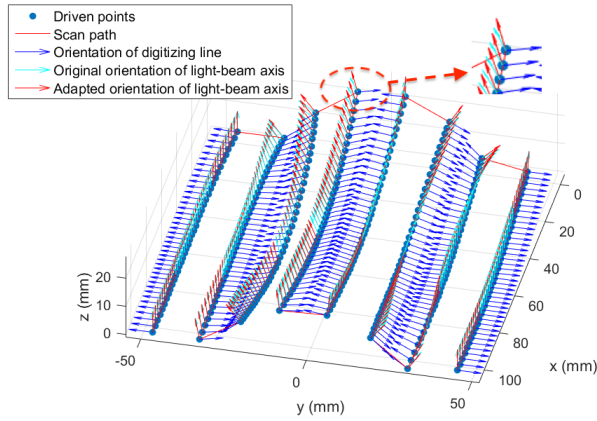 Driven points
Scan path
Orientation of digitizing line
Original orientation of light-beam axis
Adapted orientation of light-beam axis
0
20
20
10
40
0
60
-50
80
x (mm)
0
100
50
y (mm)
z (mm)